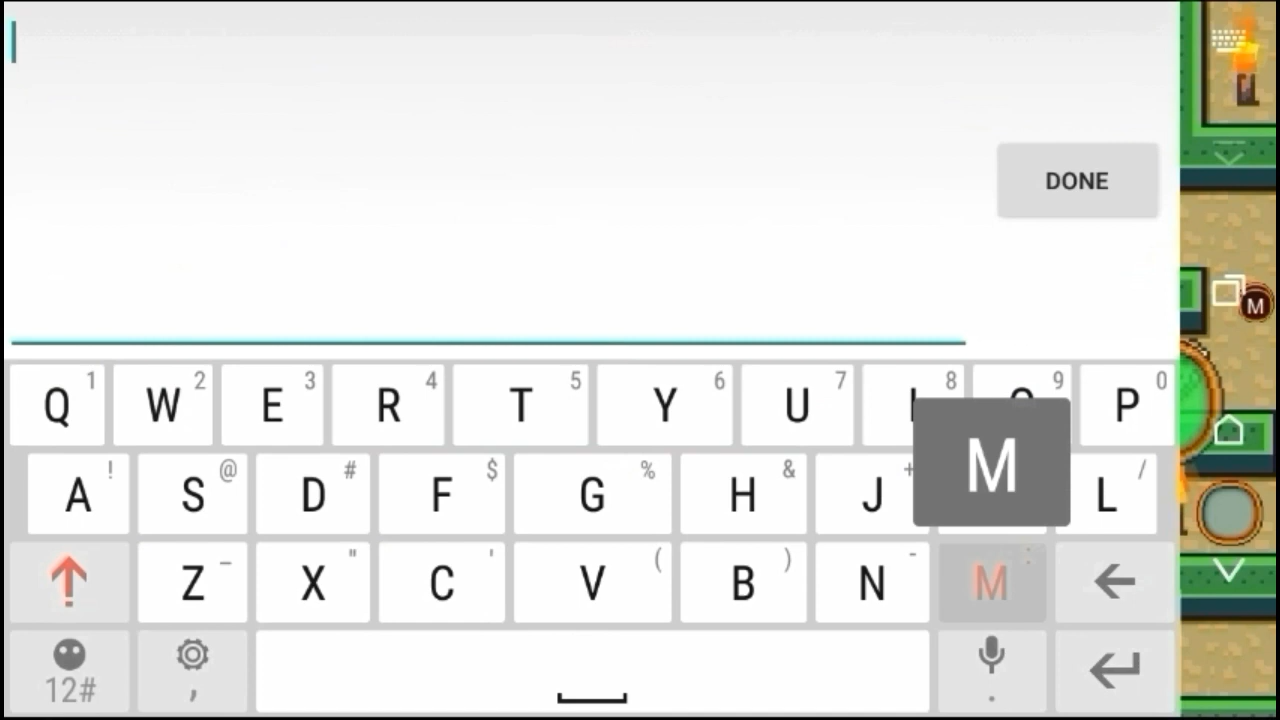 DONE
M
Q 1 W 2 E 3 R 4 T 5 Y 6 U 7 8 9 P 0
M
A ! S @ D # F $ G % H & J + L /
Z _ X " C ' V ( B ) N - M :
12# , .